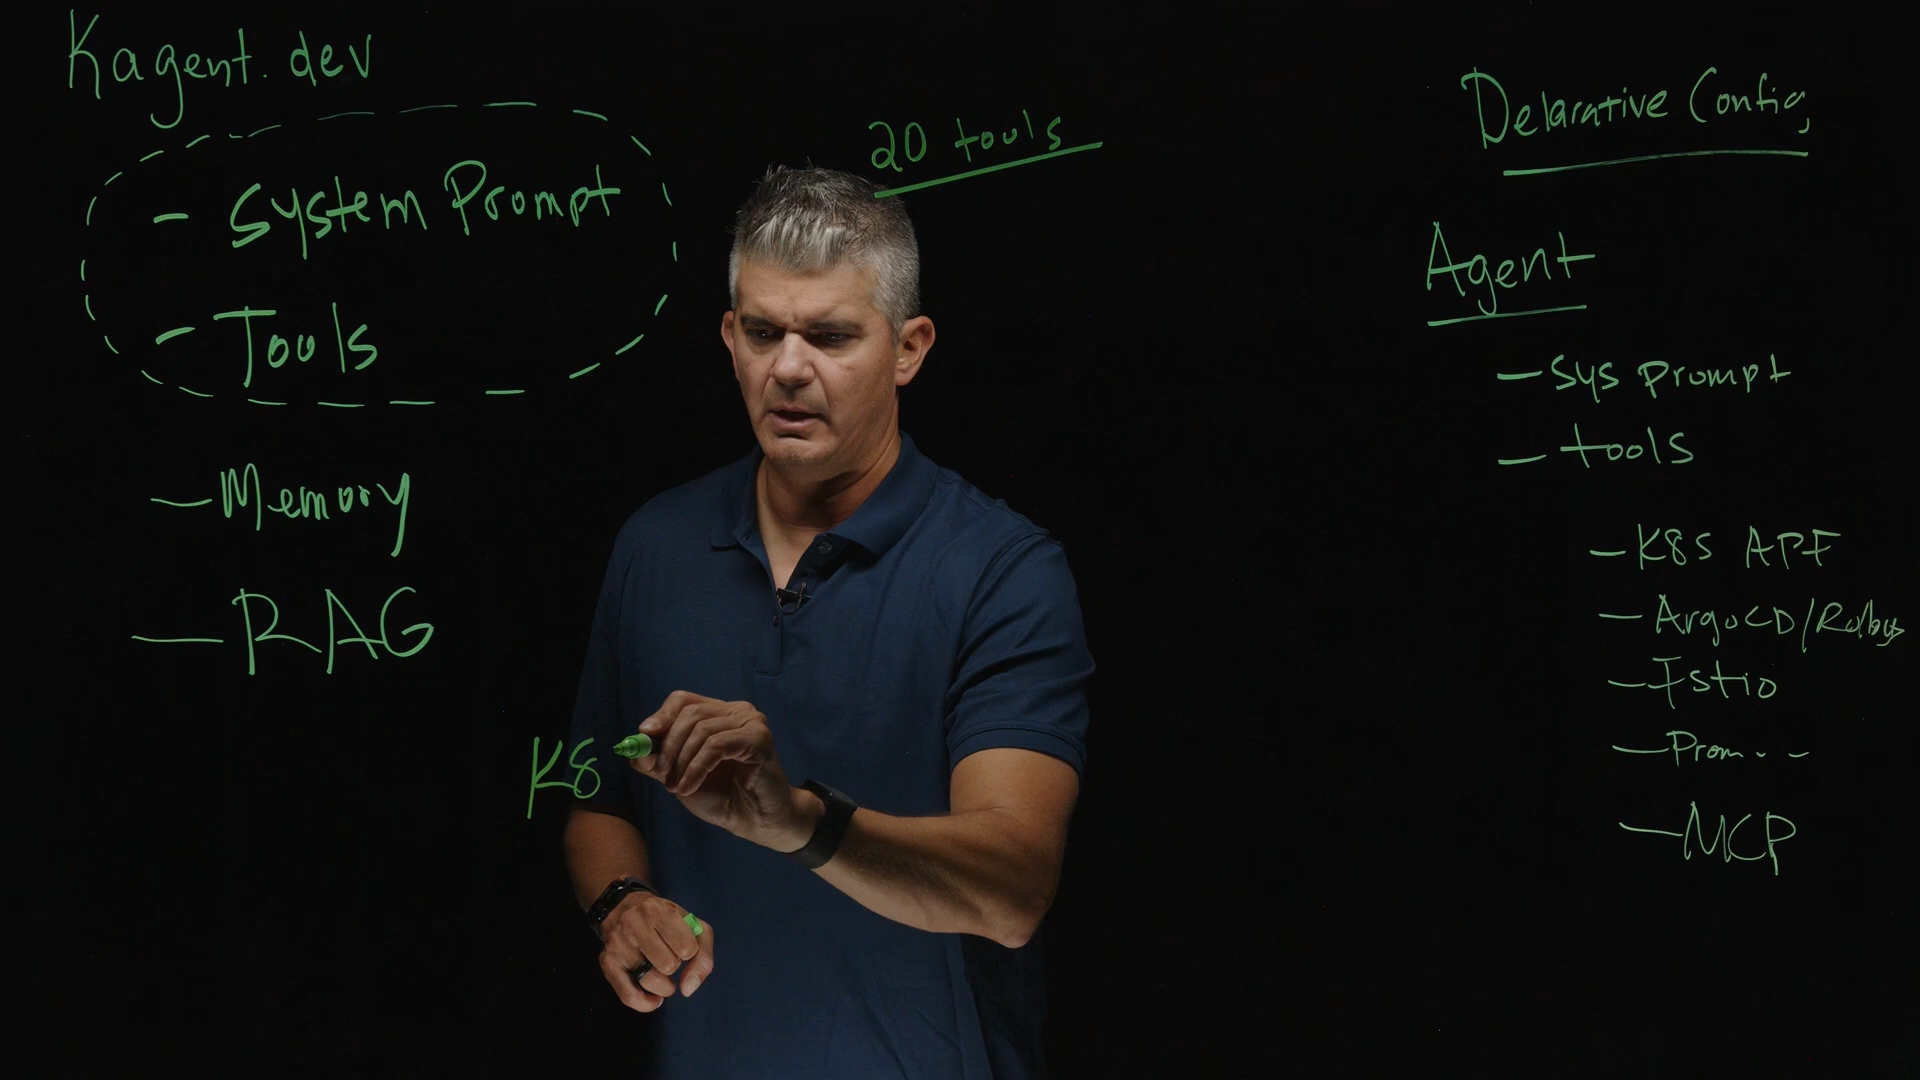 Kagent.dev
- System Prompt
- Tools
- Memory
- RAG
20 tools
K8
Delarative Config
Agent
- sys prompt
- tools
- K8s API
- ArgoCD/
- Istio
- Prom...
- MCP